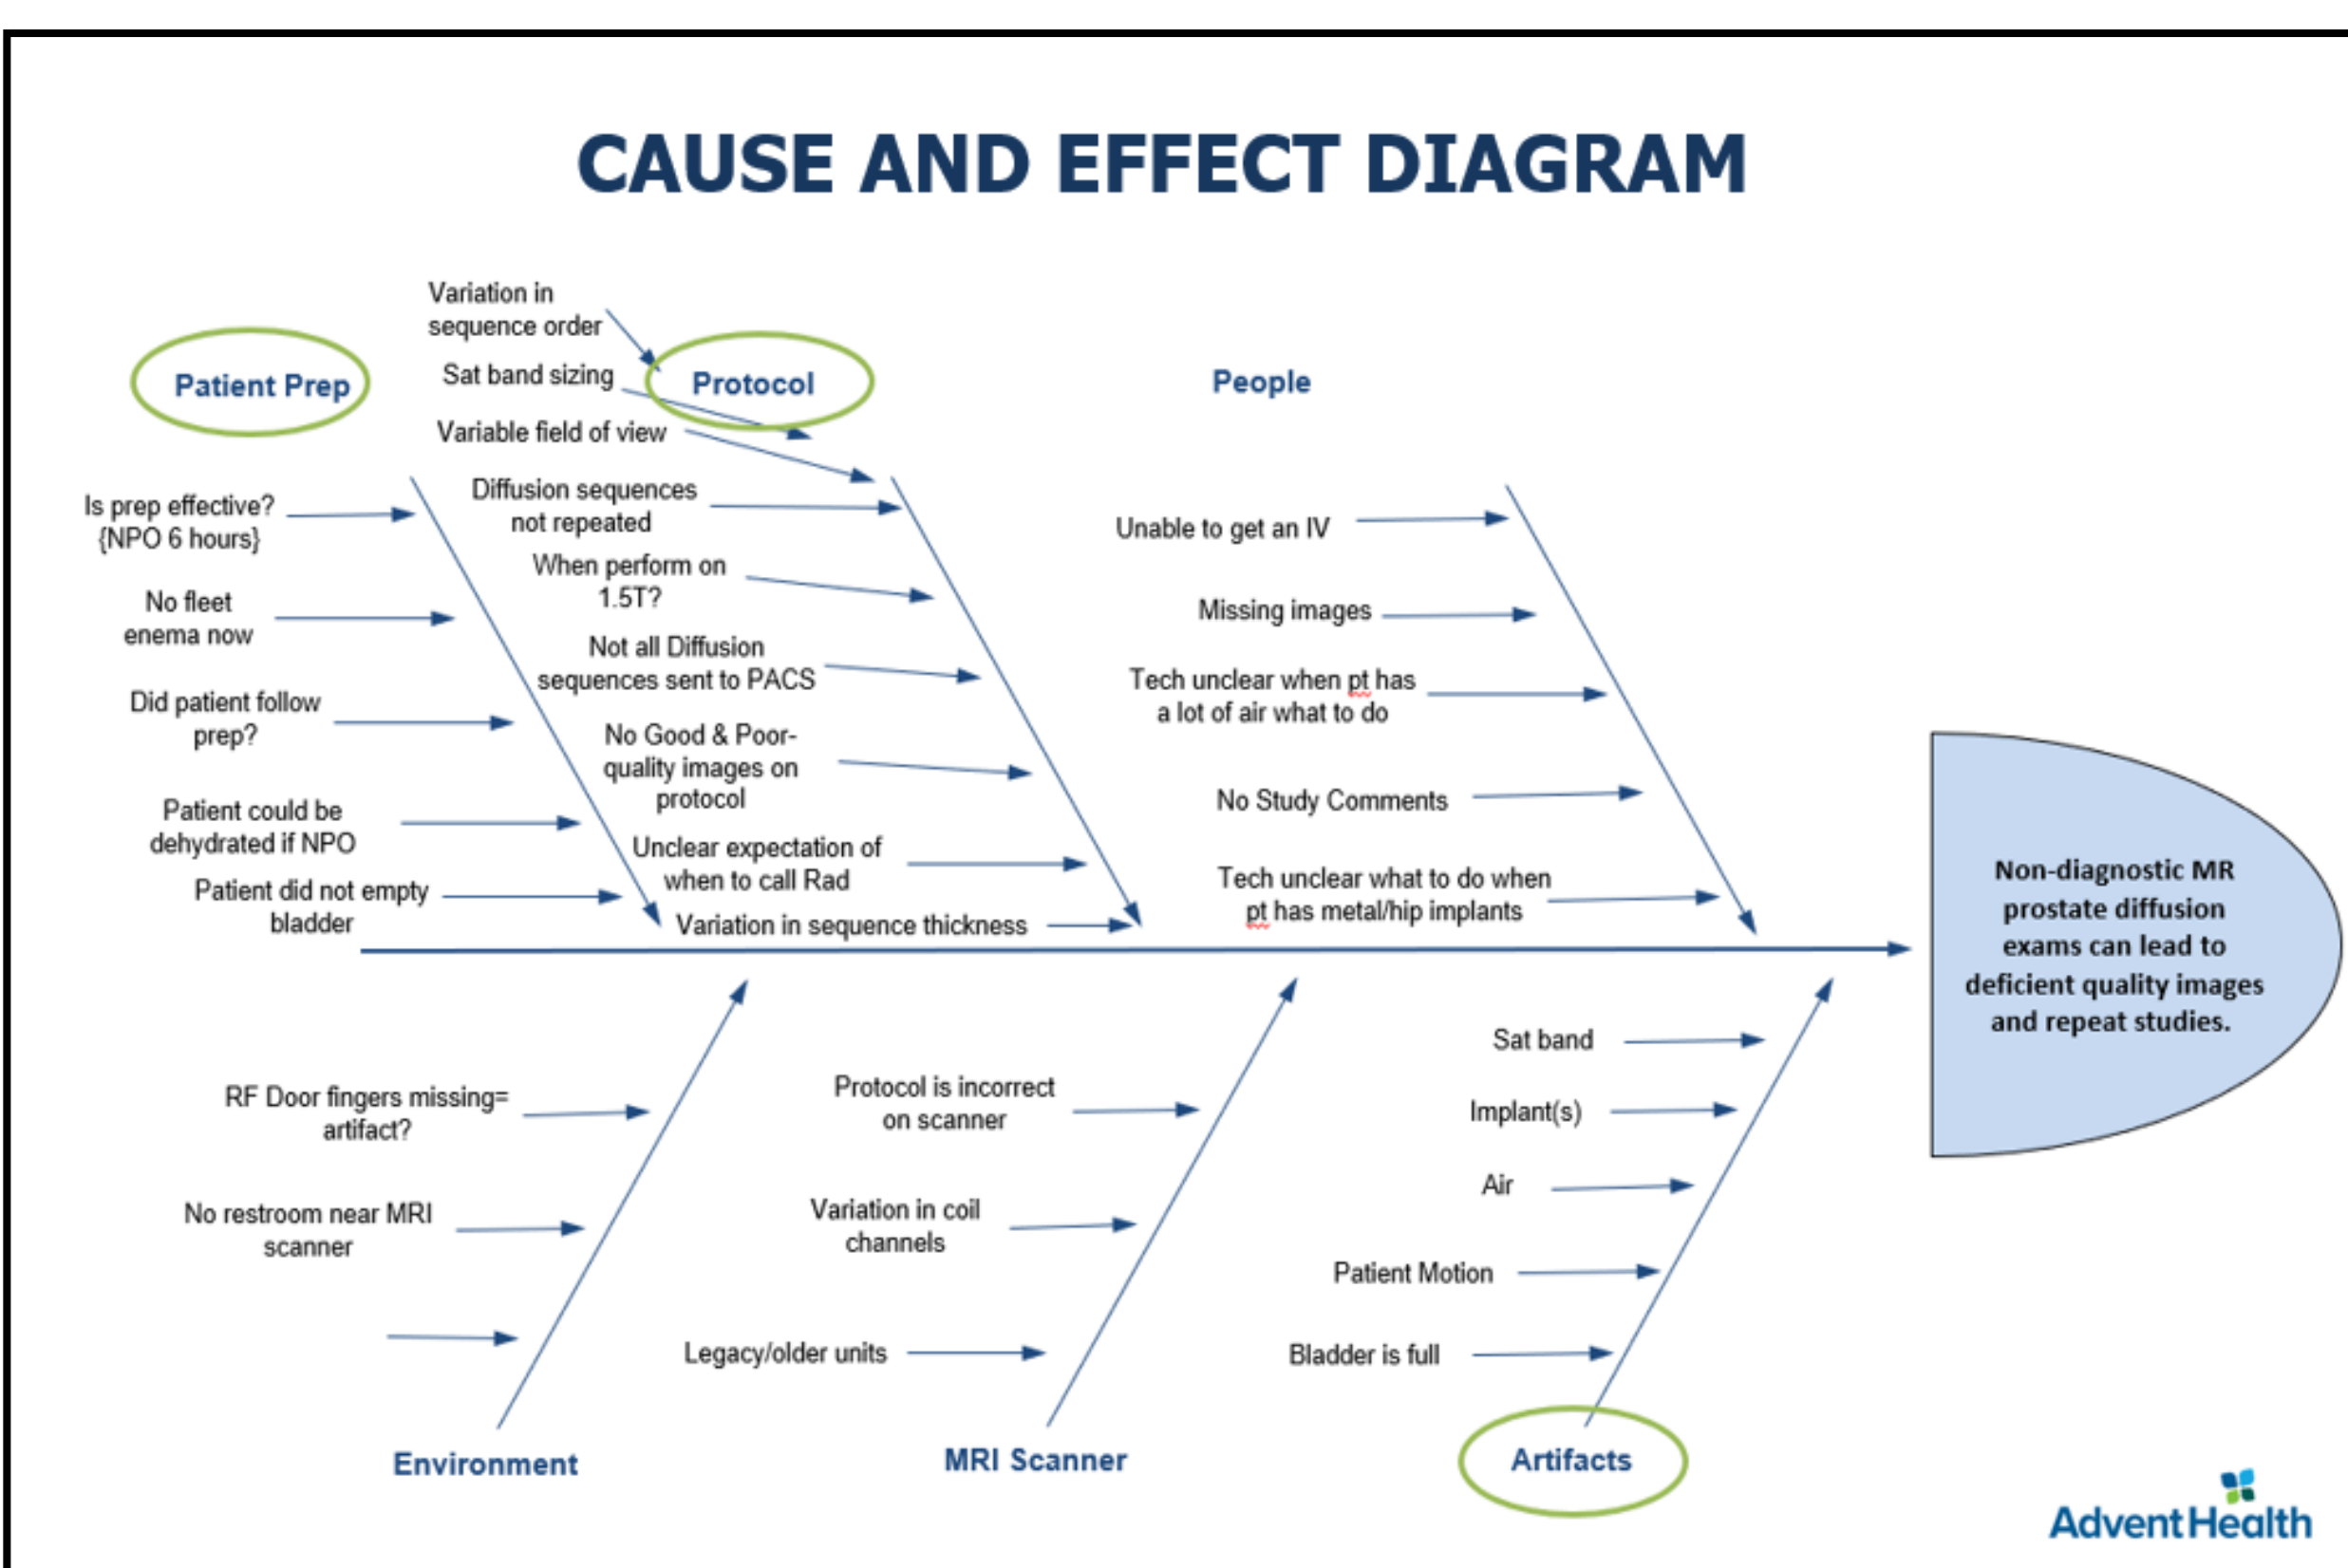 CAUSE AND EFFECT DIAGRAM
Variation in
sequence order
Patient Prep
Sat band sizing
Protocol
People
Variable field of view
Is prep effective?
{NPO 6 hours}
No fleet
enema now
Did patient follow
prep?
Patient could be
dehydrated if NPO
Patient did not empty
bladder
Diffusion sequences
not repeated
When perform on
1.5T?
Not all Diffusion
sequences sent to PACS
No Good & Poor-
quality images on
protocol
Unclear expectation of
when to call Rad
Variation in sequence thickness
Unable to get an IV
Missing images
Tech unclear when pt has
a lot of air what to do
No Study Comments
Tech unclear what to do when
pt has metal/hip implants
Non-diagnostic MR
prostate diffusion
exams can lead to
deficient quality images
and repeat studies.
RF Door fingers missing=
artifact?
No restroom near MRI
scanner
Environment
Protocol is incorrect
on scanner
Variation in coil
channels
Legacy/older units
MRI Scanner
Sat band
Implant(s)
Air
Patient Motion
Bladder is full
Artifacts
AdventHealth